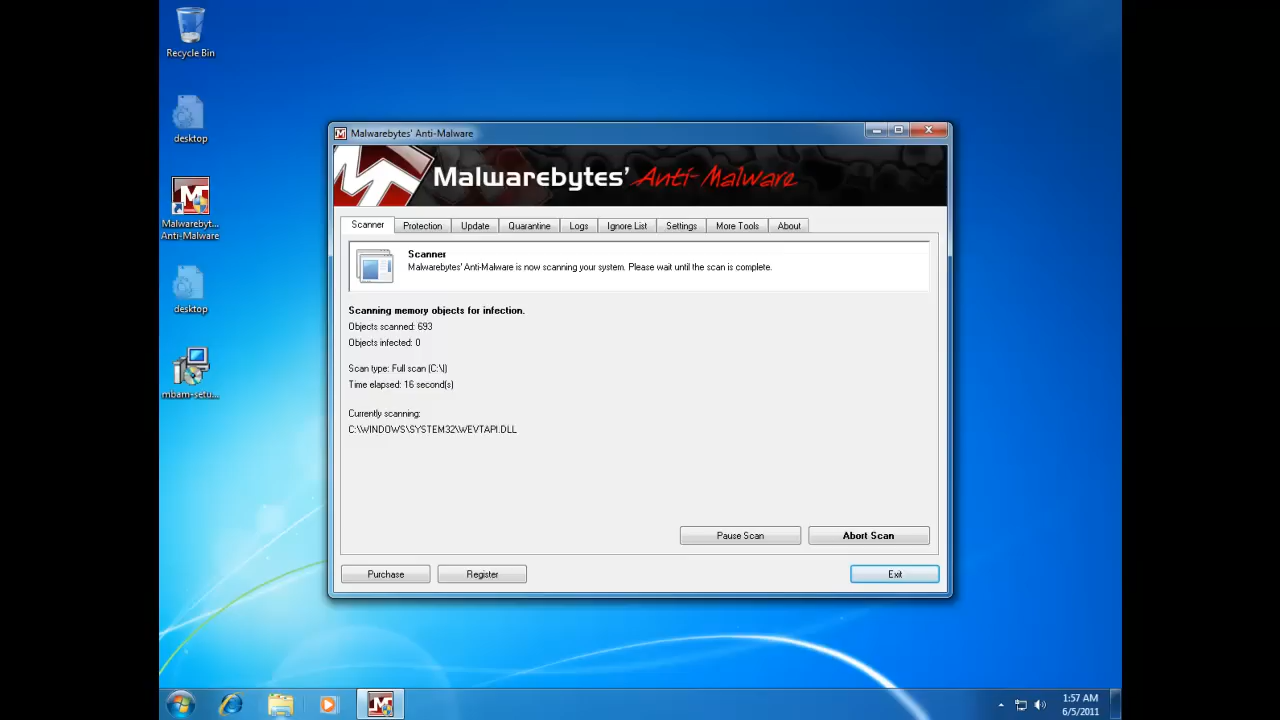 Recycle Bin
desktop
Malwarebyt...
Anti-Malware
desktop
mbam-setu...
Malwarebytes' Anti-Malware
Malwarebytes' Anti-Malware
Scanner Protection Update Quarantine Logs Ignore List Settings More Tools About
Scanner
Malwarebytes' Anti-Malware is now scanning your system. Please wait until the scan is complete.
Scanning memory objects for infection.
Objects scanned: 693
Objects infected: 0
Scan type: Full scan (C:\|)
Time elapsed: 16 second(s)
Currently scanning:
C:\WINDOWS\SYSTEM32\WEVTAPI.DLL
Pause Scan Abort Scan
Purchase Register Exit
1:57 AM
6/5/2011